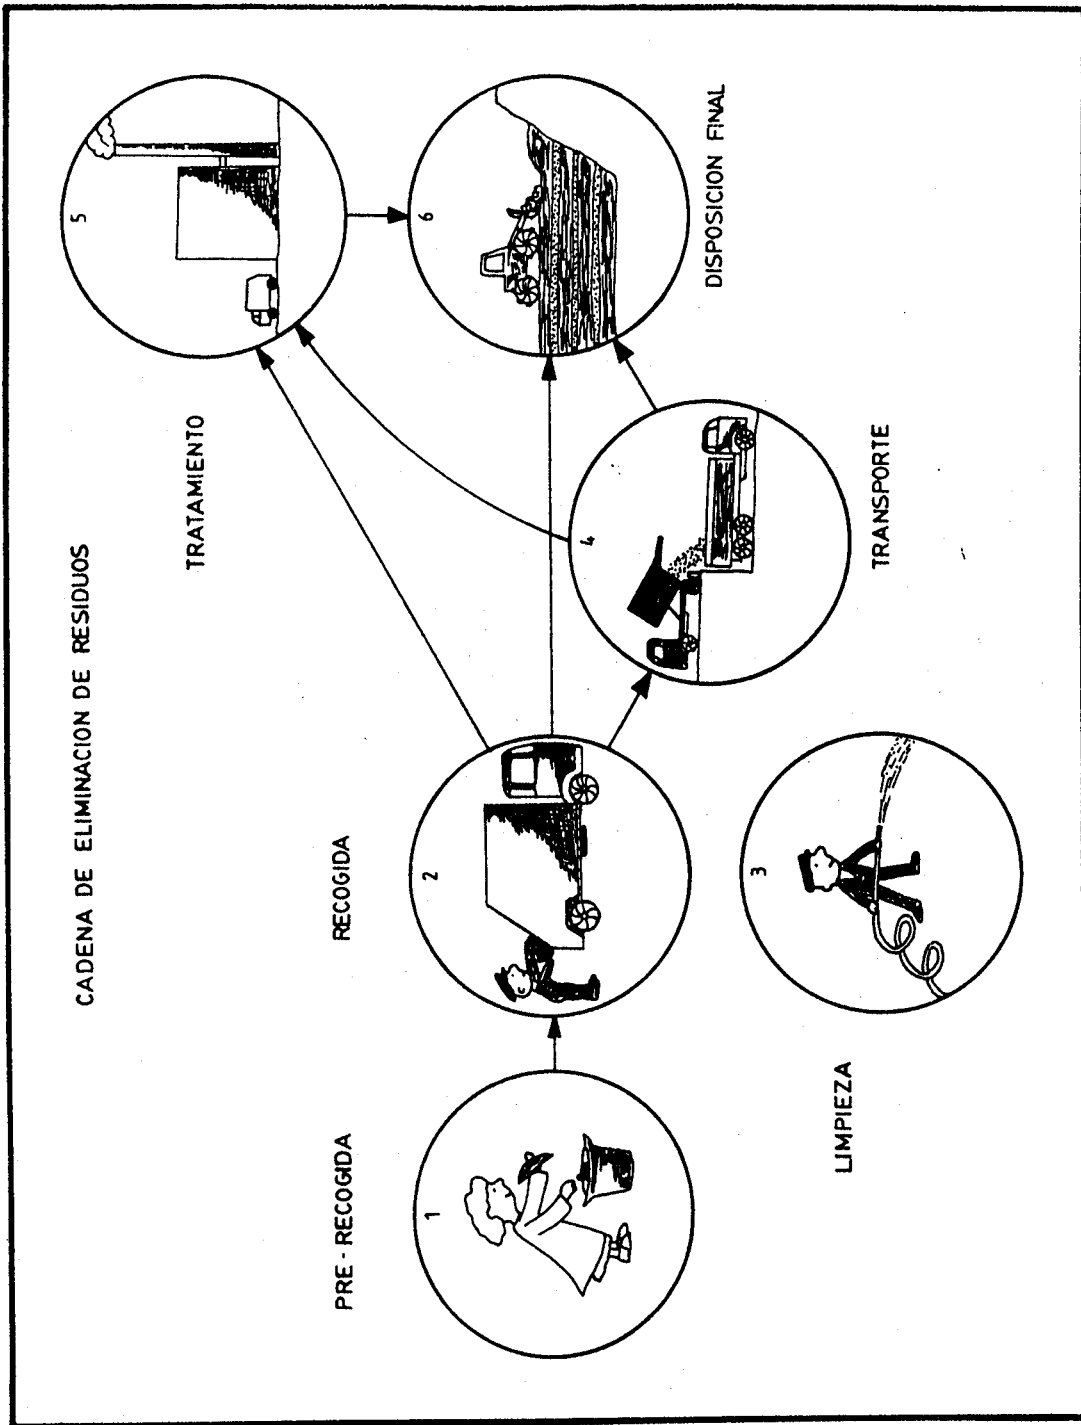 CADENA DE ELIMINACION DE RESIDUOS
TRATAMIENTO
5
PRE-RECOGIDA
RECOGIDA
1
2
6
DISPOSICION FINAL
4
TRANSPORTE
3
LIMPIEZA